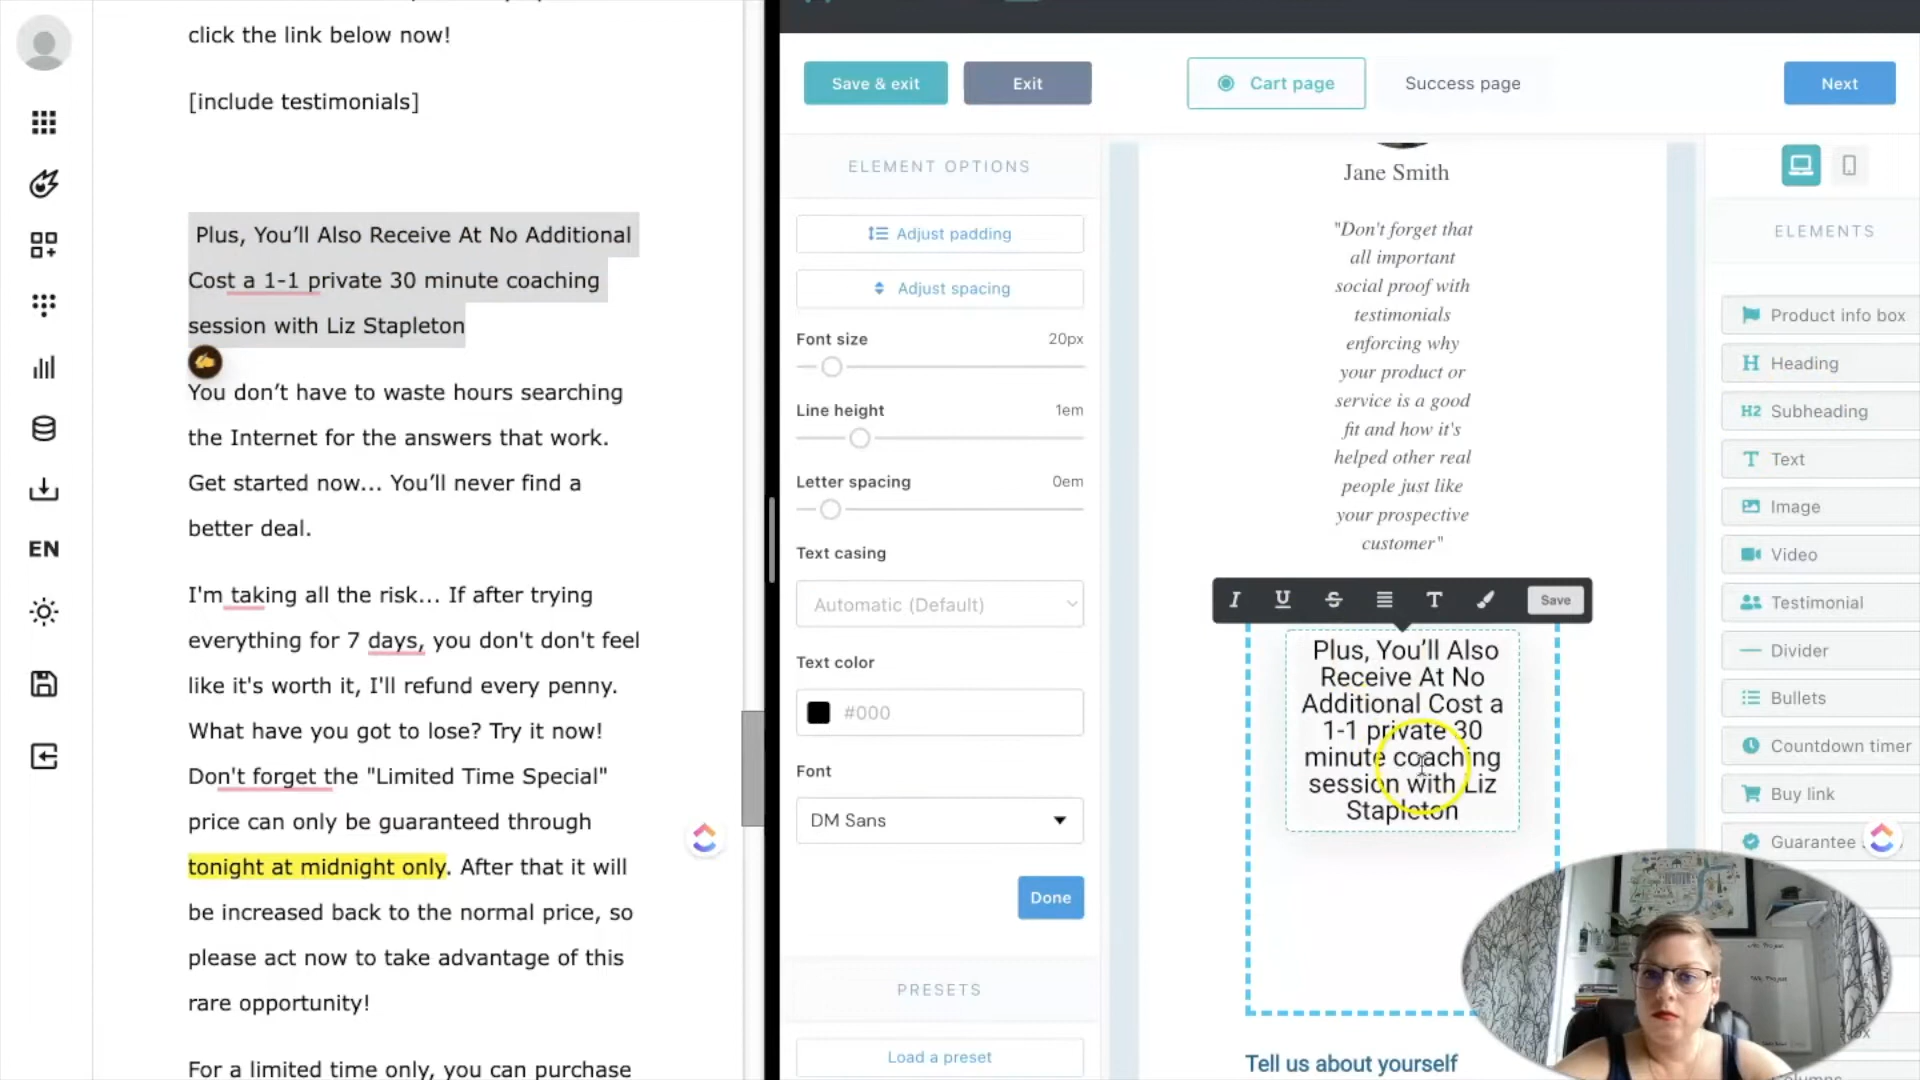 click the link below now!
[include testimonials]
Plus, You’ll Also Receive At No Additional
Cost a 1-1 private 30 minute coaching
session with Liz Stapleton
You don’t have to waste hours searching
the Internet for the answers that work.
Get started now... You’ll never find a
better deal.
I'm taking all the risk... If after trying
everything for 7 days, you don't don't feel
like it's worth it, I'll refund every penny.
What have you got to lose? Try it now!
Don't forget the "Limited Time Special"
price can only be guaranteed through
tonight at midnight only. After that it will
be increased back to the normal price, so
please act now to take advantage of this
rare opportunity!
For a limited time only, you can purchase
EN
Save & exit
Exit
Cart page
Success page
Next
ELEMENT OPTIONS
Adjust padding
Adjust spacing
Font size
20px
Line height
1em
Letter spacing
0em
Text casing
Automatic (Default)
Text color
#000
Font
DM Sans
Done
PRESETS
Load a preset
Jane Smith
"Don't forget that
all important
social proof with
testimonials
enforcing why
your product or
service is a good
fit and how it's
helped other real
people just like
your prospective
customer"
Save
Plus, You’ll Also
Receive At No
Additional Cost a
1-1 private 30
minute coaching
session with Liz
Stapleton
Tell us about yourself
ELEMENTS
Product info box
H Heading
H2 Subheading
T Text
Image
Video
Testimonial
Divider
Bullets
Countdown timer
Buy link
Guarantee